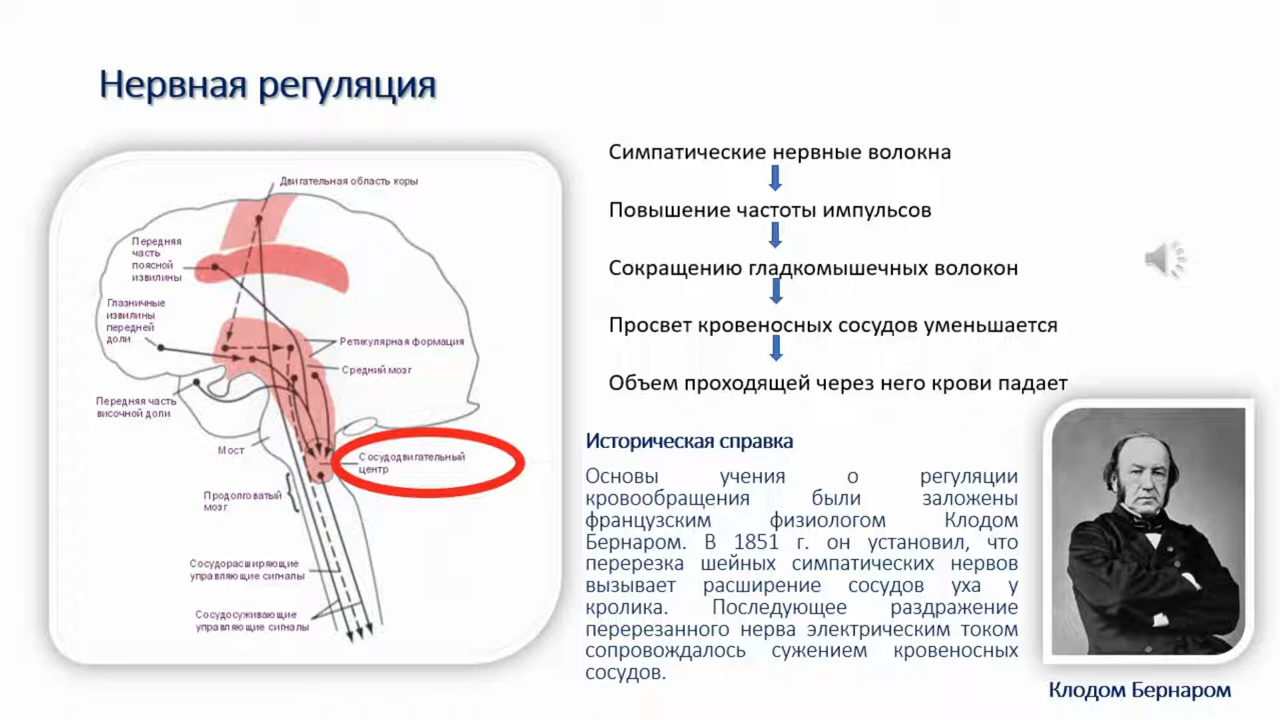 Нервная регуляция
Двигательная область коры
Передняя
часть
поясной
извилины
Глазничные
извилины
передней
доли
Ретикулярная формация
Средний мозг
Передняя часть
височной доли
Мост
Сосудодвигательный
центр
Продолговатый
мозг
Сосудорасширяющие
управляющие сигналы
Сосудосуживающие
управляющие сигналы
Симпатические нервные волокна
Повышение частоты импульсов
Сокращению гладкомышечных волокон
Просвет кровеносных сосудов уменьшается
Объем проходящей через него крови падает
Историческая справка
Основы учения о регуляции
кровообращения были заложены
французским физиологом Клодом
Бернаром. В 1851 г. он установил, что
перерезка шейных симпатических нервов
вызывает расширение сосудов уха у
кролика. Последующее раздражение
перерезанного нерва электрическим током
сопровождалось сужением кровеносных
сосудов.
Клодом Бернаром